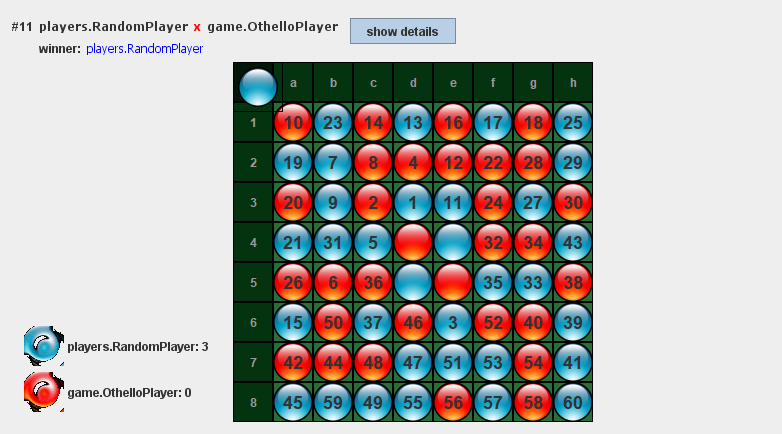 #11 players.RandomPlayer x game.OthelloPlayer show details
winner: players.RandomPlayer
a b c d e f g h
1 10 23 14 13 16 17 18 25
2 19 7 8 4 12 22 28 29
3 20 9 2 1 11 24 27 30
4 21 31 5 32 34 43
5 26 6 36 35 33 38
6 15 50 37 46 3 52 40 39
7 42 44 48 47 51 53 54 41
8 45 59 49 55 56 57 58 60
players.RandomPlayer: 3
game.OthelloPlayer: 0